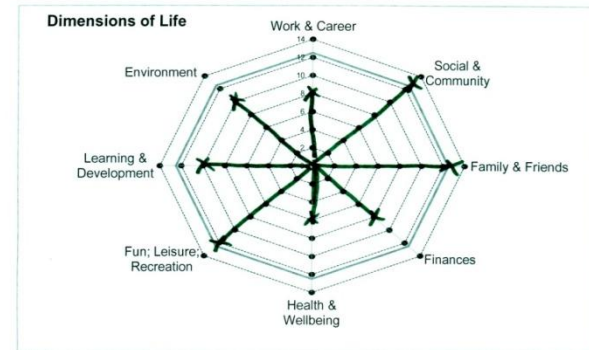 Dimensions of Life
Work & Career
14
12
10
8
6
4
2
Social &
Community
Environment
Learning &
Development
Family & Friends
Fun; Leisure;
Recreation
Finances
Health &
Wellbeing